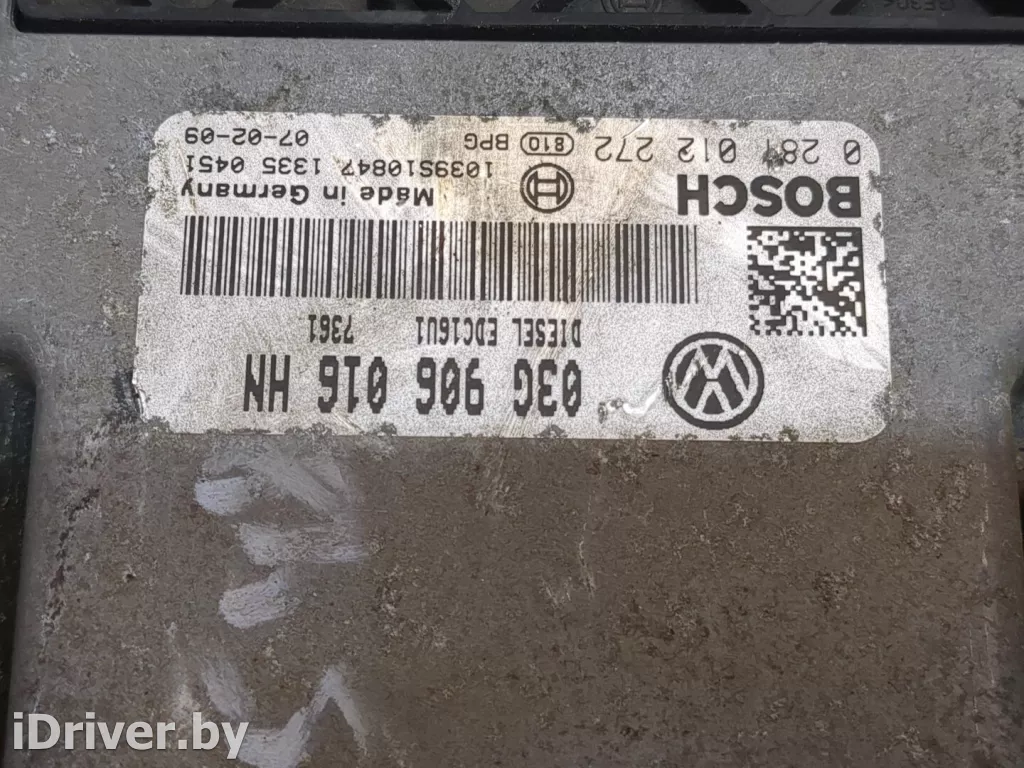 03G 906 016 HN
DIESEL EDC16U1 7361
BOSCH
Made in Germany
1039S10847 1335 0451
0 281 012 272 810 BPG 07-02-09
iDriver.by